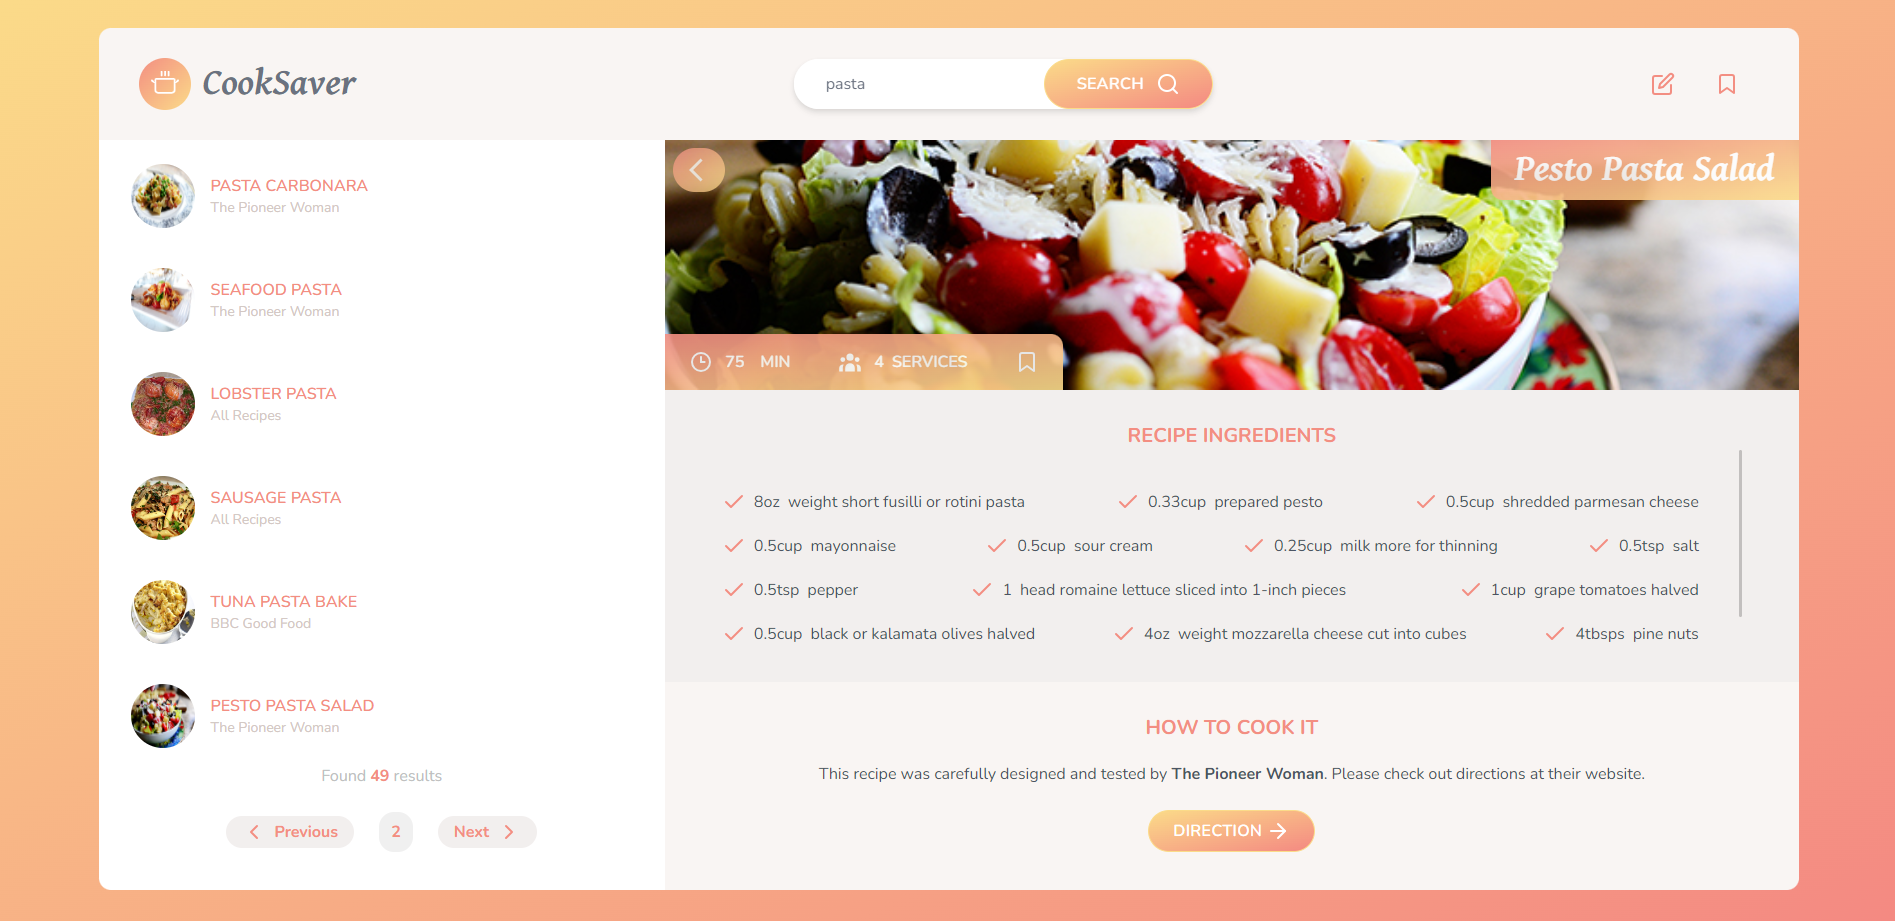 CookSaver
pasta
SEARCH
PASTA CARBONARA
The Pioneer Woman
SEAFOOD PASTA
The Pioneer Woman
LOBSTER PASTA
All Recipes
SAUSAGE PASTA
All Recipes
TUNA PASTA BAKE
BBC Good Food
PESTO PASTA SALAD
The Pioneer Woman
Found 49 results
Previous 2 Next
Pesto Pasta Salad
75 MIN 4 SERVICES
RECIPE INGREDIENTS
8oz weight short fusilli or rotini pasta 0.33cup prepared pesto 0.5cup shredded parmesan cheese
0.5cup mayonnaise 0.5cup sour cream 0.25cup milk more for thinning 0.5tsp salt
0.5tsp pepper 1 head romaine lettuce sliced into 1-inch pieces 1cup grape tomatoes halved
0.5cup black or kalamata olives halved 4oz weight mozzarella cheese cut into cubes 4tbsps pine nuts
HOW TO COOK IT
This recipe was carefully designed and tested by The Pioneer Woman. Please check out directions at their website.
DIRECTION